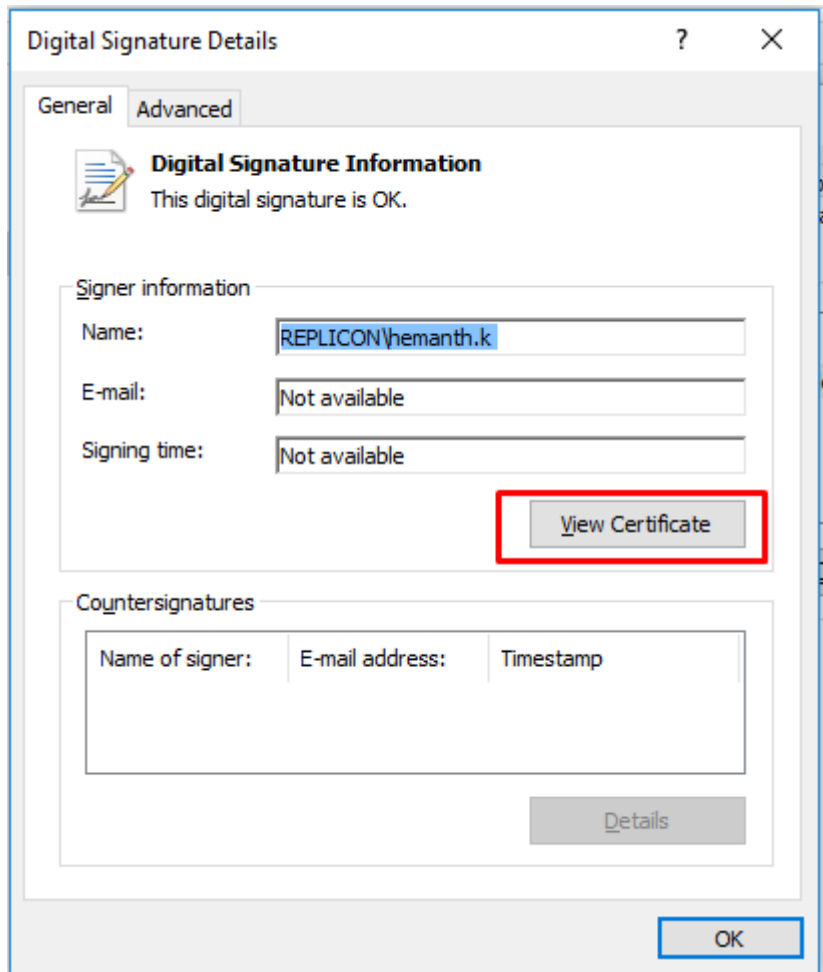 Digital Signature Details ?
General Advanced
Digital Signature Information
This digital signature is OK.
Signer information
Name: REPLICON\hemanth.k
E-mail: Not available
Signing time: Not available
View Certificate
Countersignatures
Name of signer: E-mail address: Timestamp
Details
OK